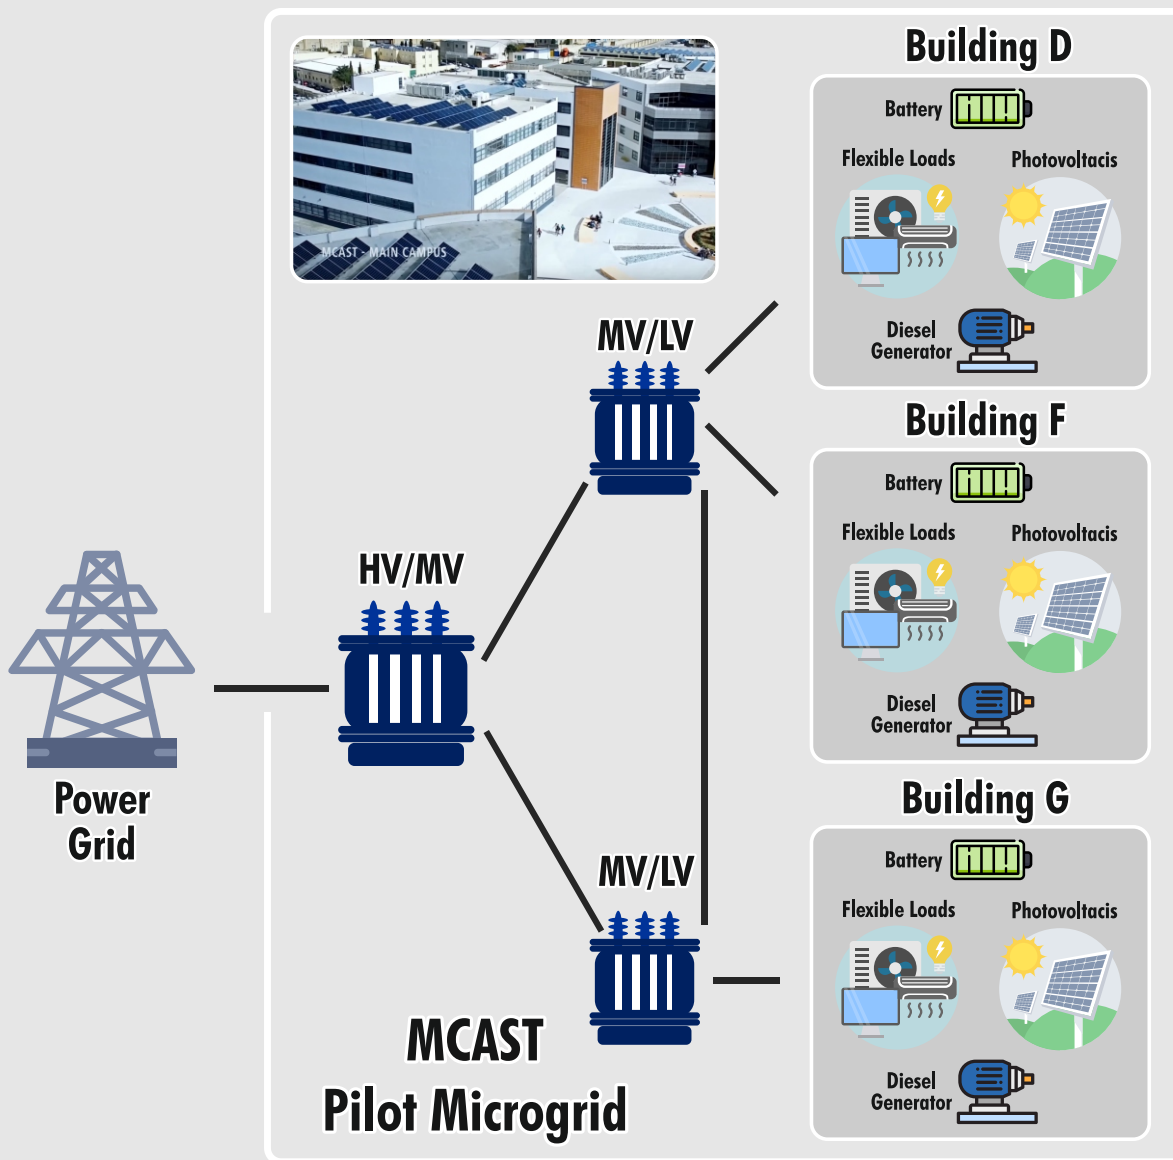 Building D
Battery
Flexible Loads
Photovoltacis
Diesel
Generator
MCAST - MAIN CAMPUS
MV/LV
Building F
Battery
Flexible Loads
Photovoltacis
Diesel
Generator
HV/MV
Power
Grid
MV/LV
Building G
Battery
Flexible Loads
Photovoltacis
Diesel
Generator
MCAST
Pilot Microgrid